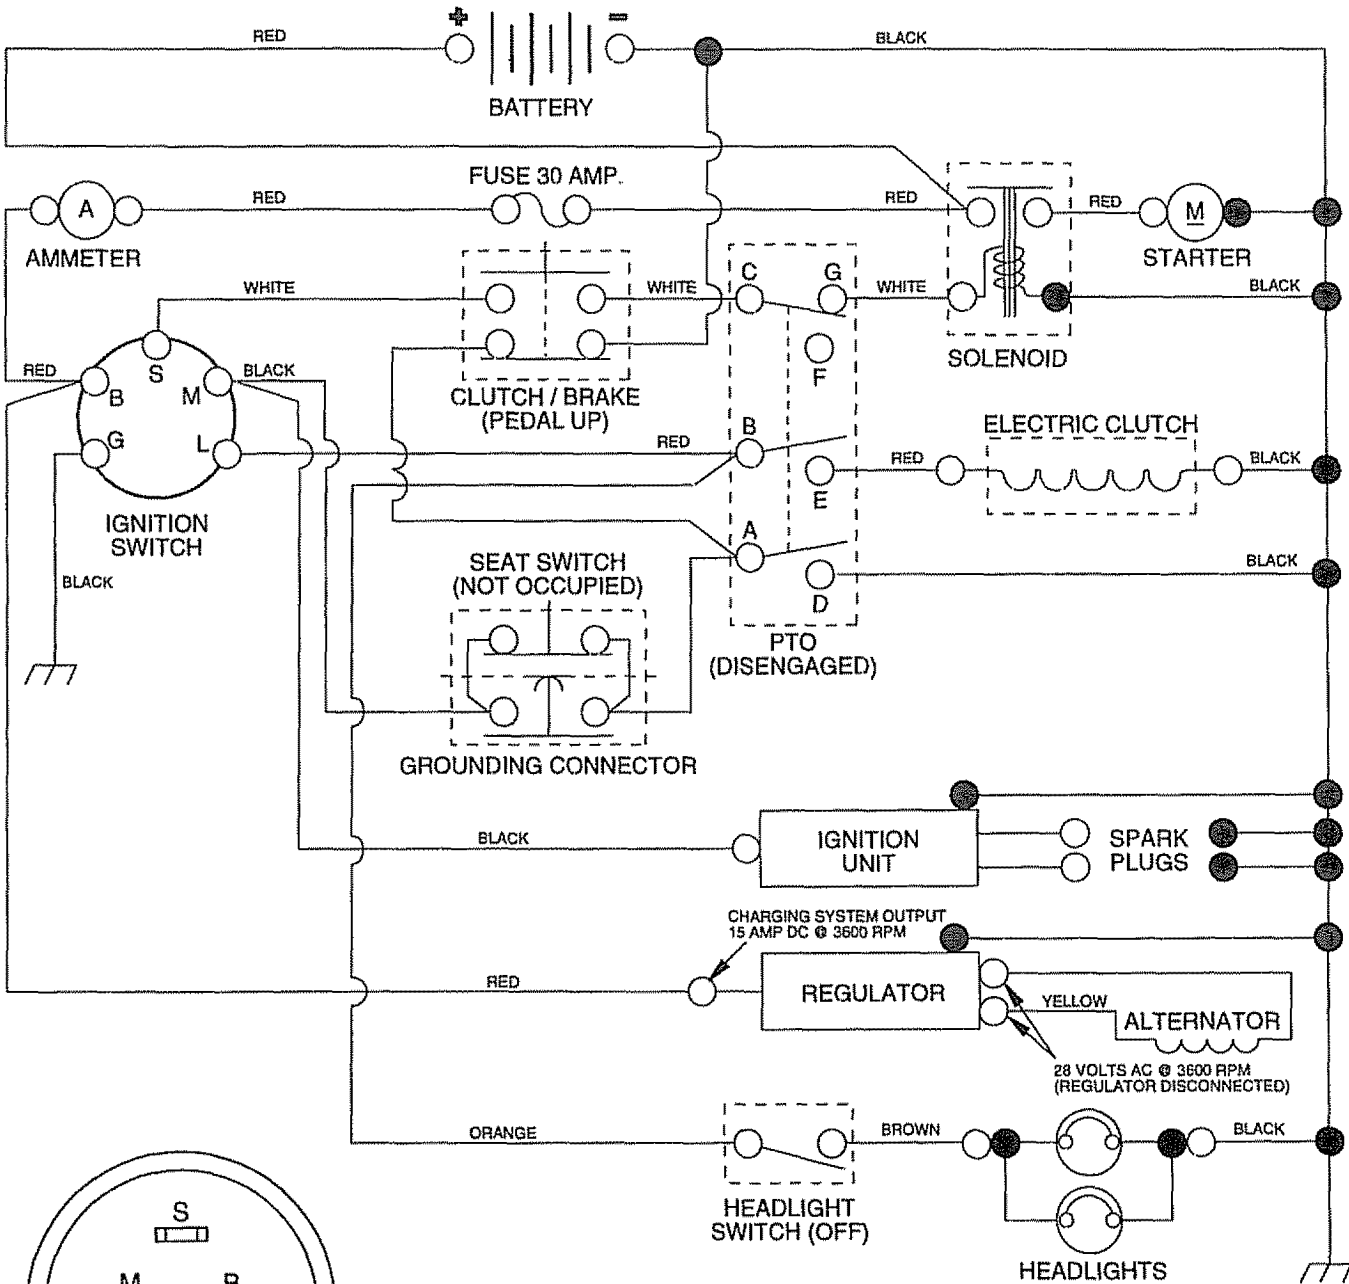 + −
RED
BLACK
BATTERY
FUSE 30 AMP.
A
RED
RED
RED
M
AMMETER
STARTER
WHITE
WHITE
C
G
WHITE
BLACK
SOLENOID
F
S
RED
B
M
BLACK
CLUTCH / BRAKE
(PEDAL UP)
G
L
RED
B
ELECTRIC CLUTCH
RED
BLACK
E
IGNITION
SWITCH
A
BLACK
SEAT SWITCH
(NOT OCCUPIED)
BLACK
D
PTO
(DISENGAGED)
GROUNDING CONNECTOR
BLACK
IGNITION
UNIT
SPARK
PLUGS
CHARGING SYSTEM OUTPUT
15 AMP DC @ 3600 RPM
RED
REGULATOR
YELLOW
ALTERNATOR
28 VOLTS AC @ 3600 RPM
(REGULATOR DISCONNECTED)
ORANGE
BROWN
BLACK
HEADLIGHT
SWITCH (OFF)
HEADLIGHTS
S
M B